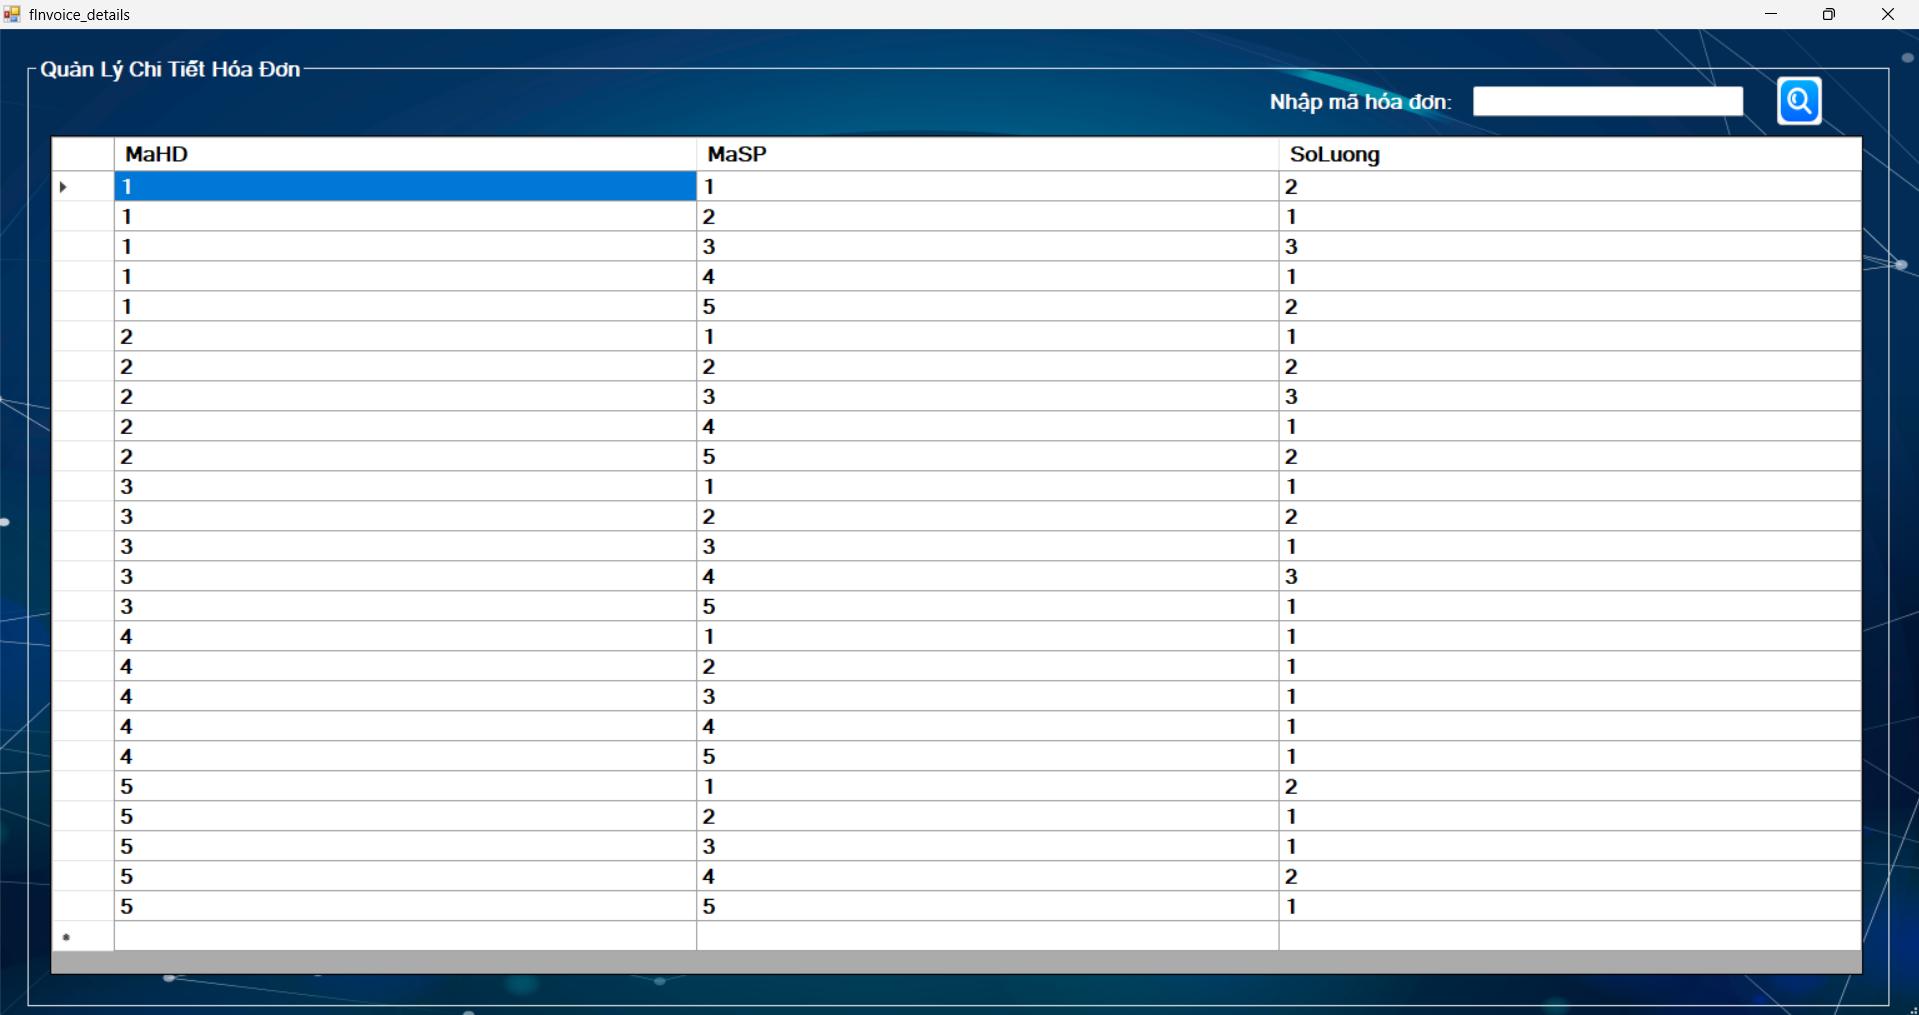 fInvoice_details
Quản Lý Chi Tiết Hóa Đơn
Nhập mã hóa đơn:
MaHD MaSP SoLuong
1 1 2
1 2 1
1 3 3
1 4 1
1 5 2
2 1 1
2 2 2
2 3 3
2 4 1
2 5 2
3 1 1
3 2 2
3 3 1
3 4 3
3 5 1
4 1 1
4 2 1
4 3 1
4 4 1
4 5 1
5 1 2
5 2 1
5 3 1
5 4 2
5 5 1